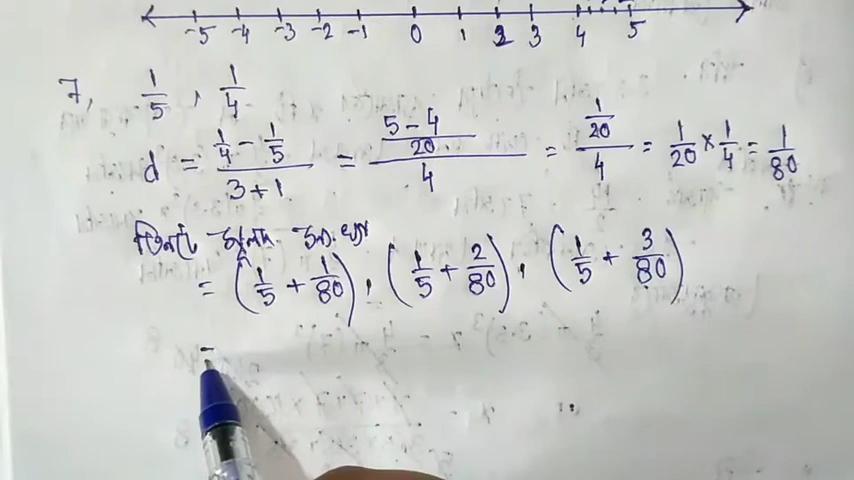 -5 -4 -3 -2 -1 0 1 2 3 4 5
7, 1/5 , 1/4
d = (1/4 - 1/5)/(3+1) = ((5-4)/20)/4 = (1/20)/4 = 1/20 × 1/4 = 1/80
= (1/5 + 1/80), (1/5 + 2/80), (1/5 + 3/80)
=